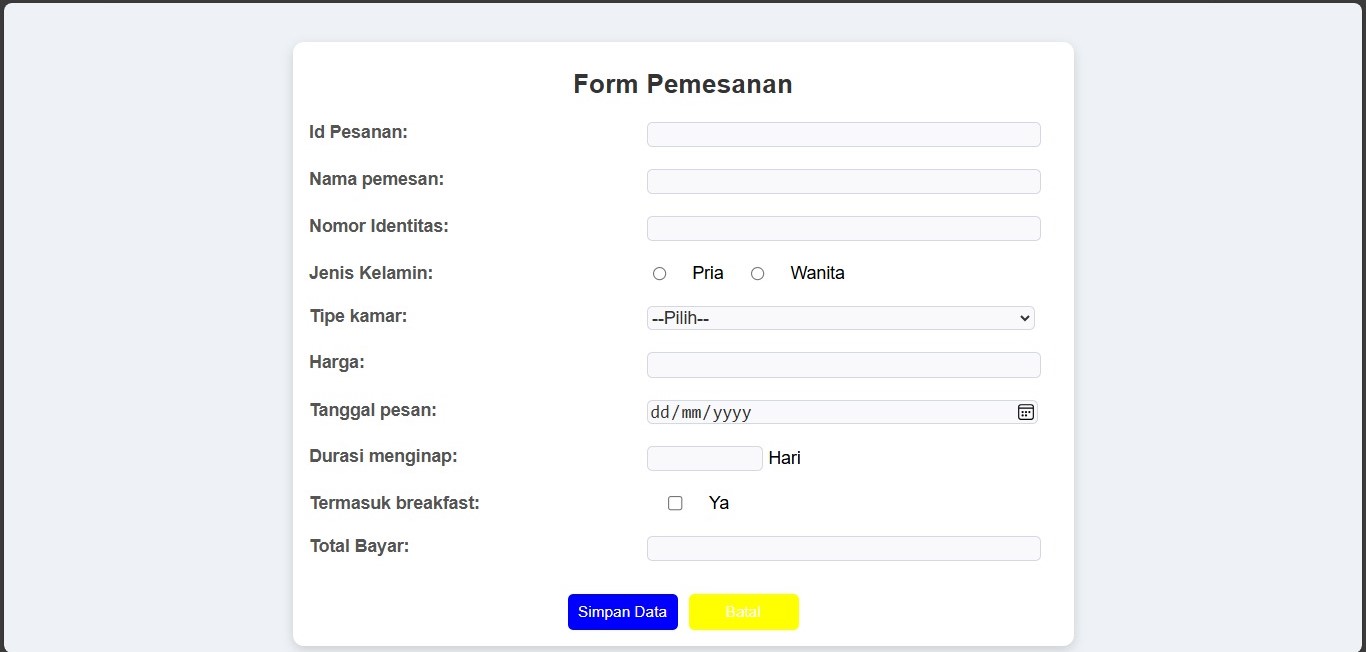 Form Pemesanan
Id Pesanan:
Nama pemesan:
Nomor Identitas:
Jenis Kelamin: Pria Wanita
Tipe kamar: --Pilih--
Harga:
Tanggal pesan: dd/mm/yyyy
Durasi menginap: Hari
Termasuk breakfast: Ya
Total Bayar:
Simpan Data Batal